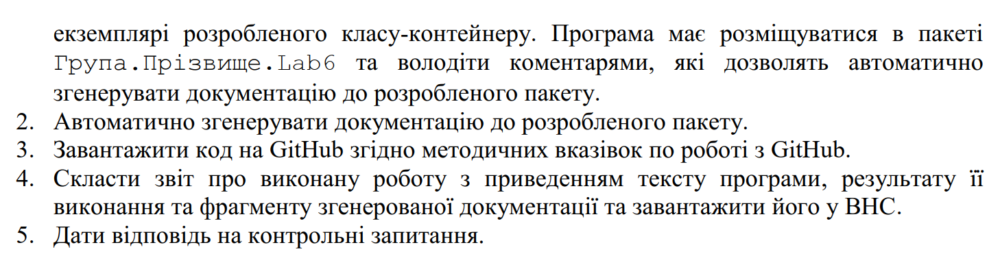 екземплярі розробленого класу-контейнеру. Програма має розміщуватися в пакеті
Група.Прізвище.Lab6 та володіти коментарями, які дозволять автоматично
згенерувати документацію до розробленого пакету.
2. Автоматично згенерувати документацію до розробленого пакету.
3. Завантажити код на GitHub згідно методичних вказівок по роботі з GitHub.
4. Скласти звіт про виконану роботу з приведенням тексту програми, результату її
виконання та фрагменту згенерованої документації та завантажити його у ВНС.
5. Дати відповідь на контрольні запитання.